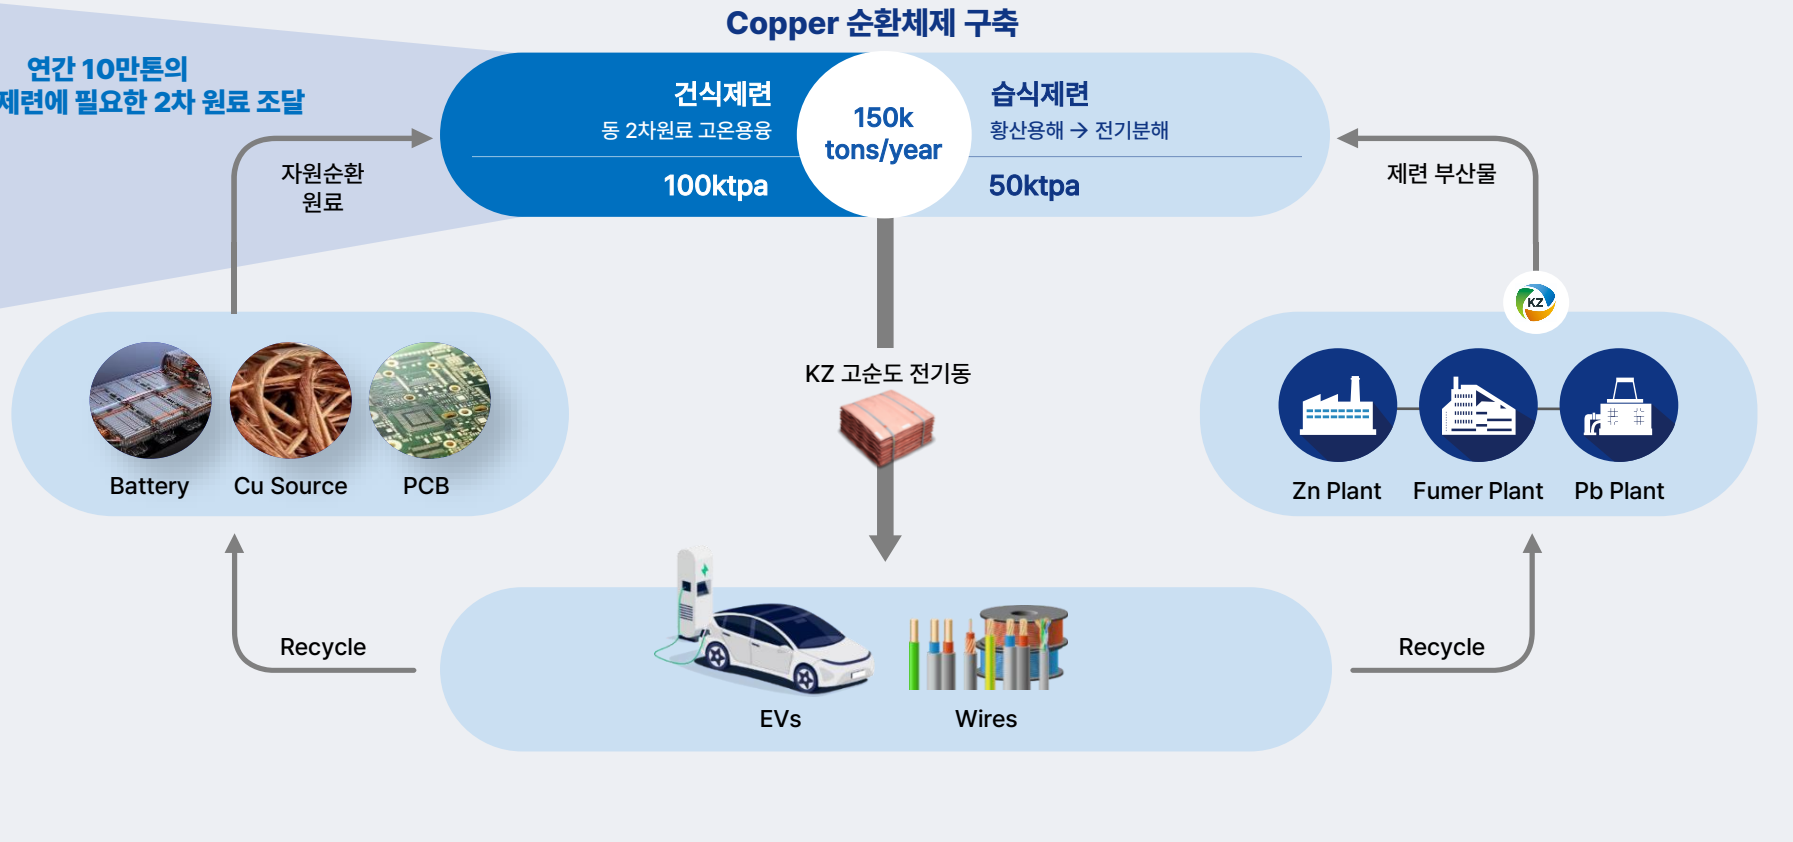 Copper 순환체제 구축
연간 10만톤의
제련에 필요한 2차 원료 조달
건식제련
동 2차원료 고온용융
100ktpa
150k
tons/year
습식제련
황산용해 → 전기분해
50ktpa
자원순환
원료
제련 부산물
KZ
KZ 고순도 전기동
Battery
Cu Source
PCB
Zn Plant
Fumer Plant
Pb Plant
Recycle
Recycle
EVs
Wires